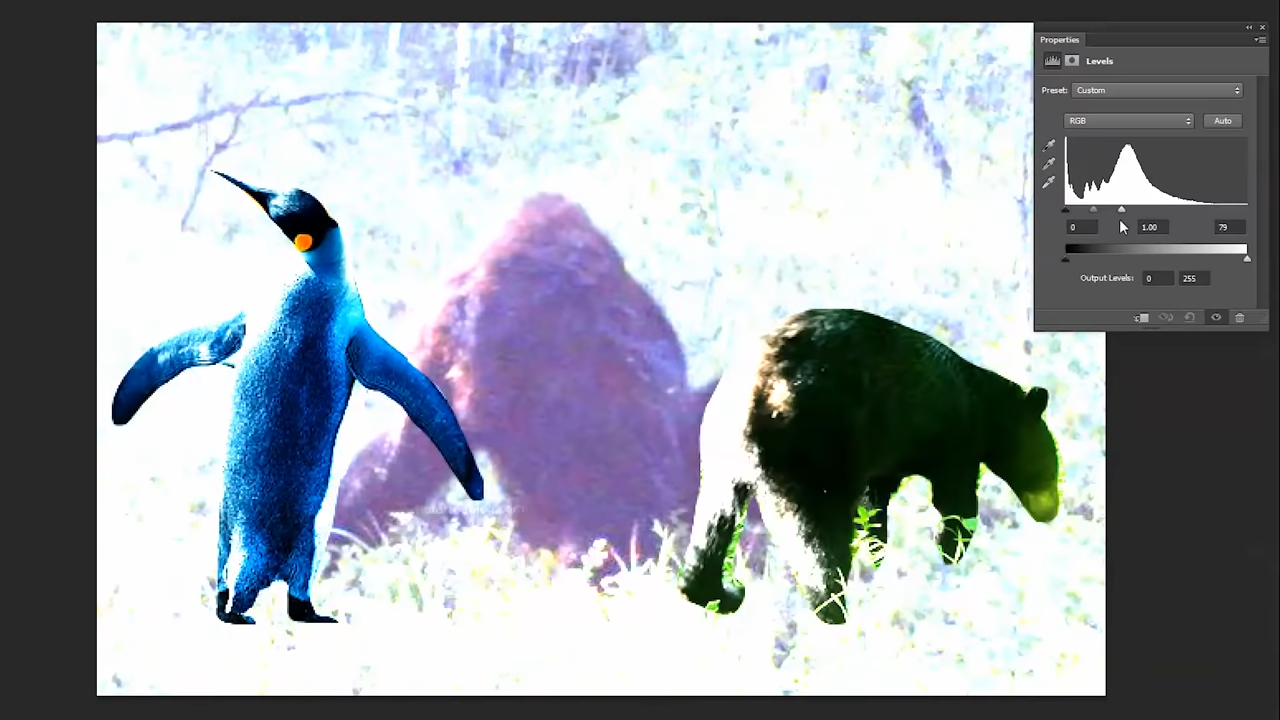 Properties
Levels
Preset: Custom
RGB Auto
0 1.00 79
Output Levels: 0 255